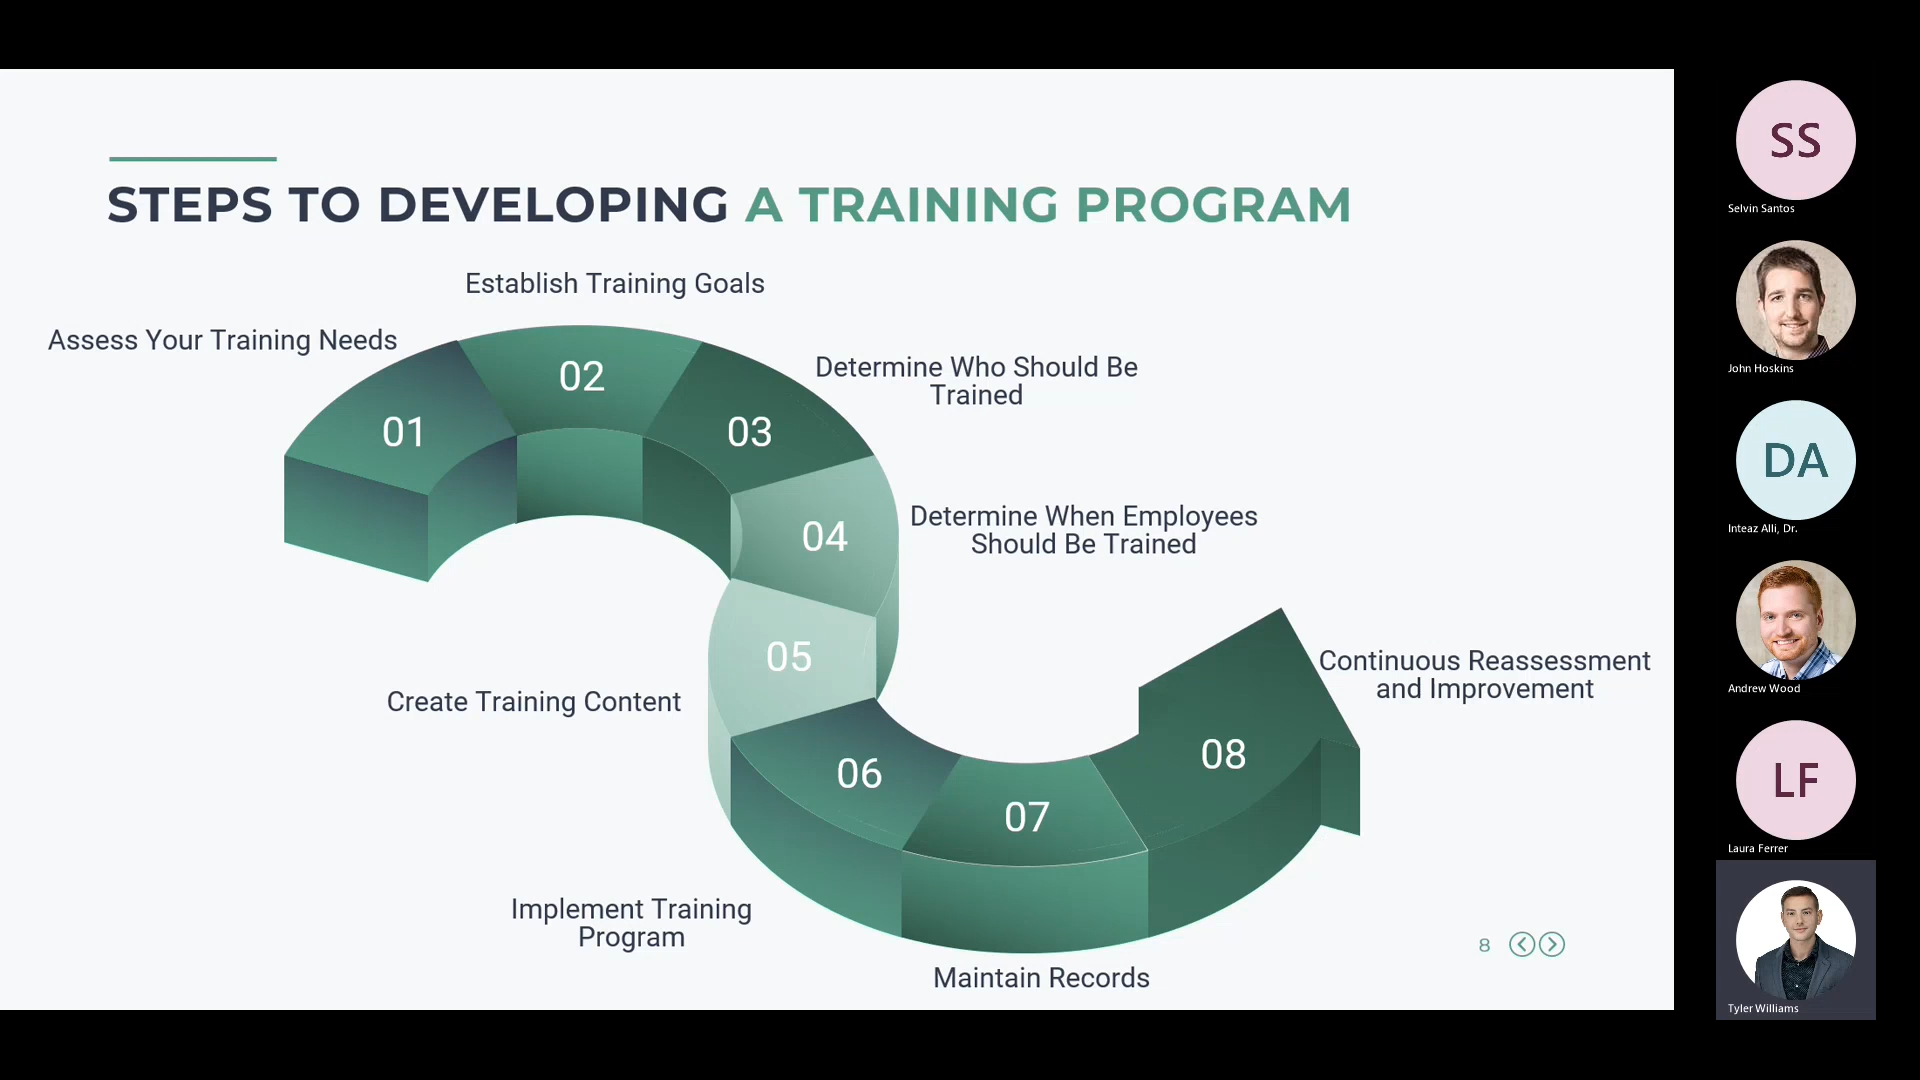 STEPS TO DEVELOPING A TRAINING PROGRAM
Establish Training Goals
Assess Your Training Needs
Determine Who Should Be
Trained
01
02
03
04
Determine When Employees
Should Be Trained
05
Create Training Content
Continuous Reassessment
and Improvement
06
07
08
Implement Training
Program
Maintain Records
8
SS
Selvin Santos
John Hoskins
DA
Inteaz Alli, Dr.
Andrew Wood
LF
Laura Ferrer
Tyler Williams